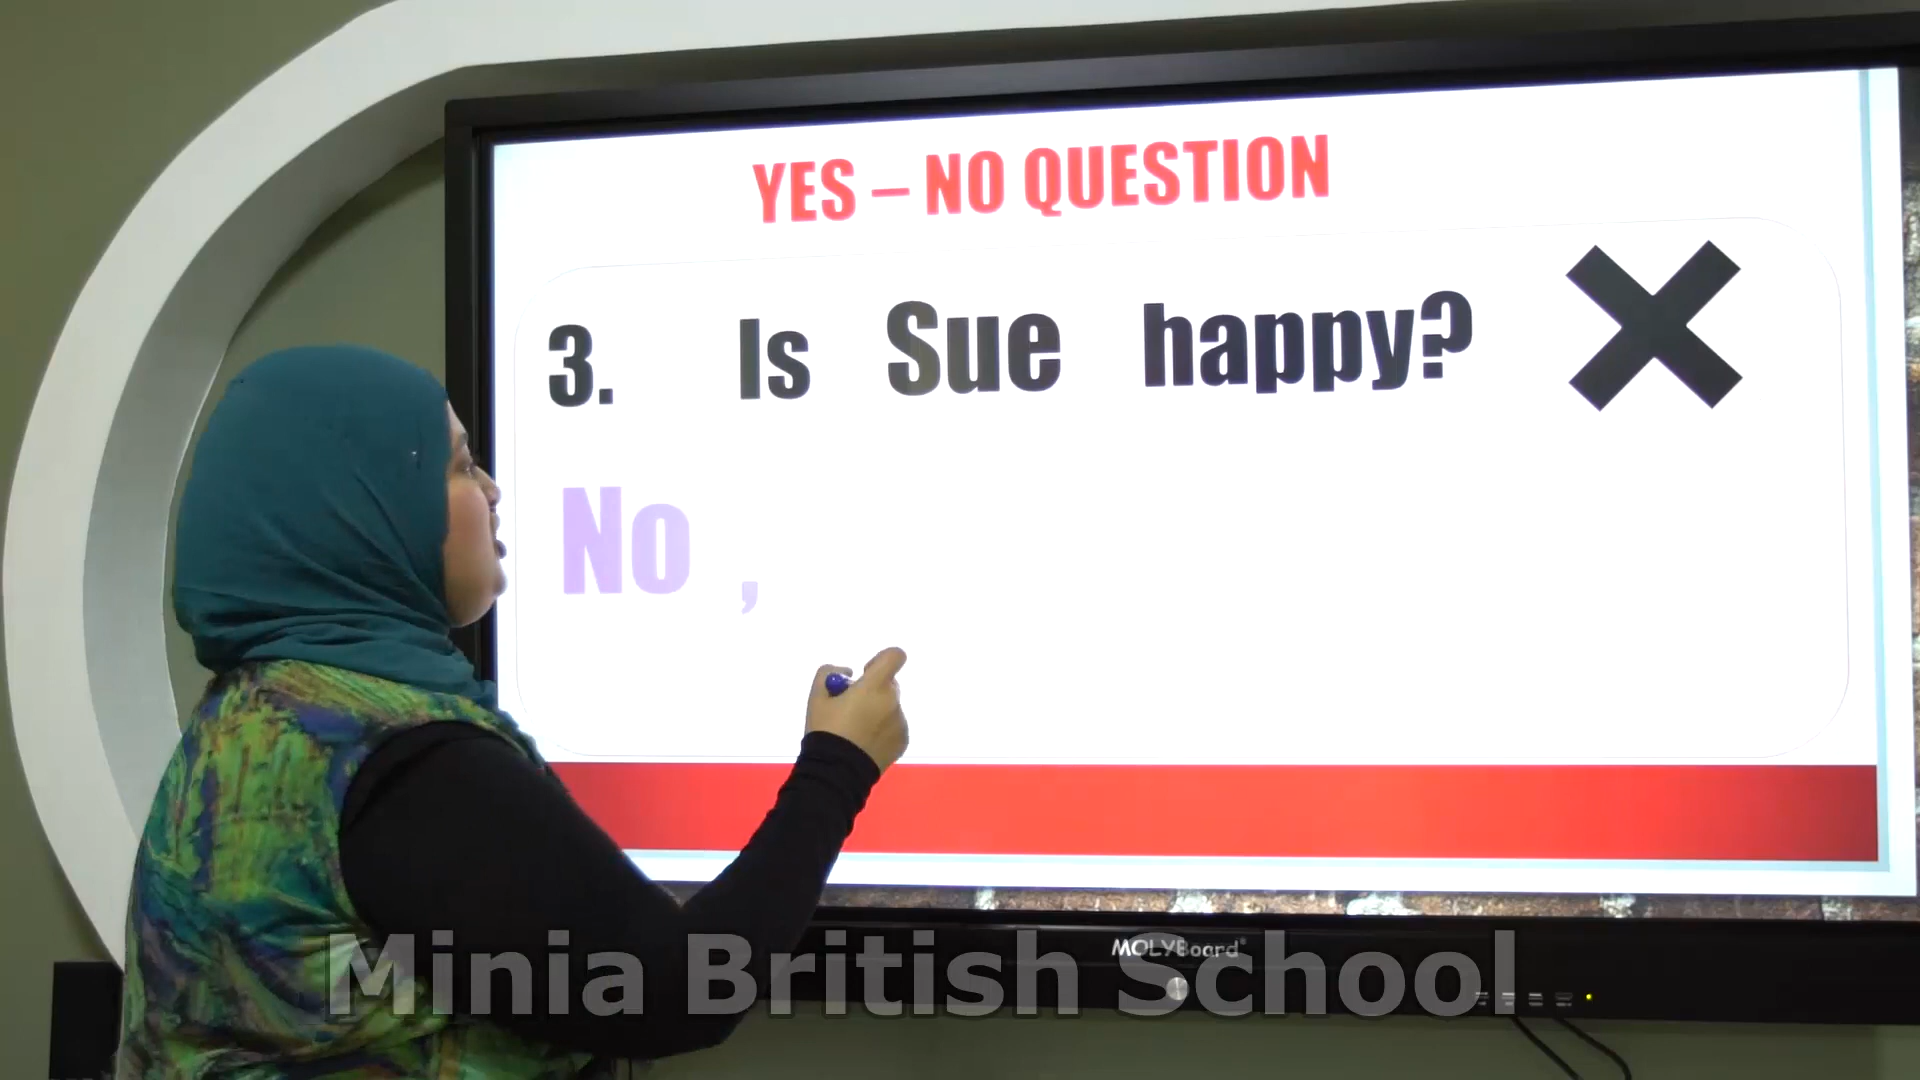 YES – NO QUESTION
3. Is Sue happy?
No ,
MOLYBoard
Minia British School